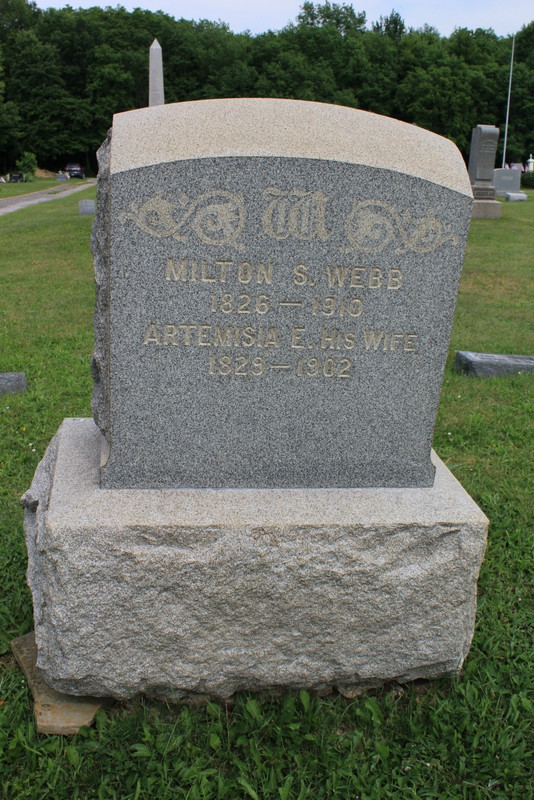 W
MILTON S. WEBB
1826 — 1910
ARTEMISIA E. HIS WIFE
1829 — 1902